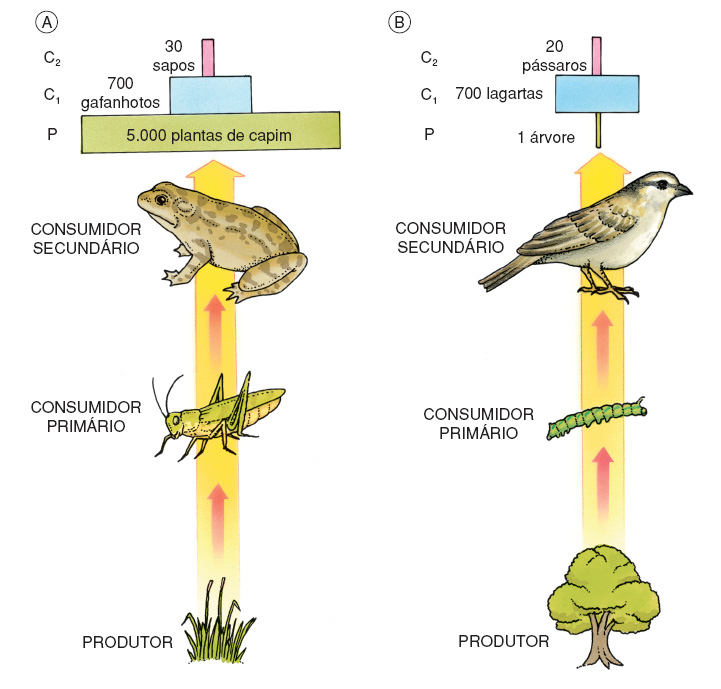 A
30
sapos
C₂
700
gafanhotos
C₁
P
5.000 plantas de capim
CONSUMIDOR
SECUNDÁRIO
CONSUMIDOR
PRIMÁRIO
PRODUTOR
B
20
pássaros
C₂
C₁
700 lagartas
P
1 árvore
CONSUMIDOR
SECUNDÁRIO
CONSUMIDOR
PRIMÁRIO
PRODUTOR